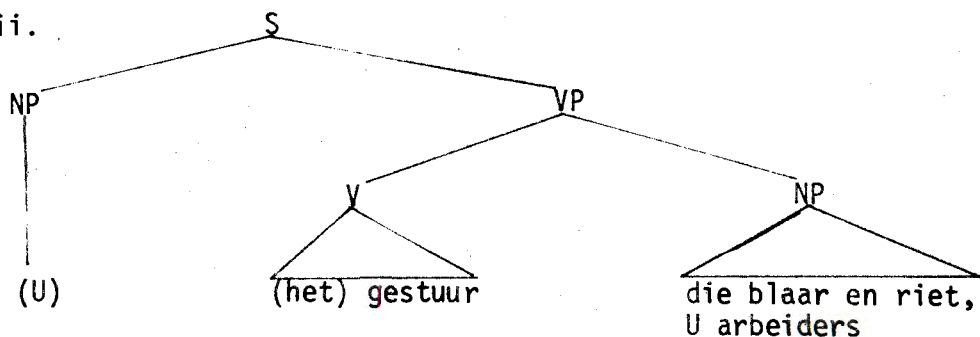 ii.
S
NP
VP
V
NP
(U)
(het) gestuur
die blaar en riet,
U arbeiders